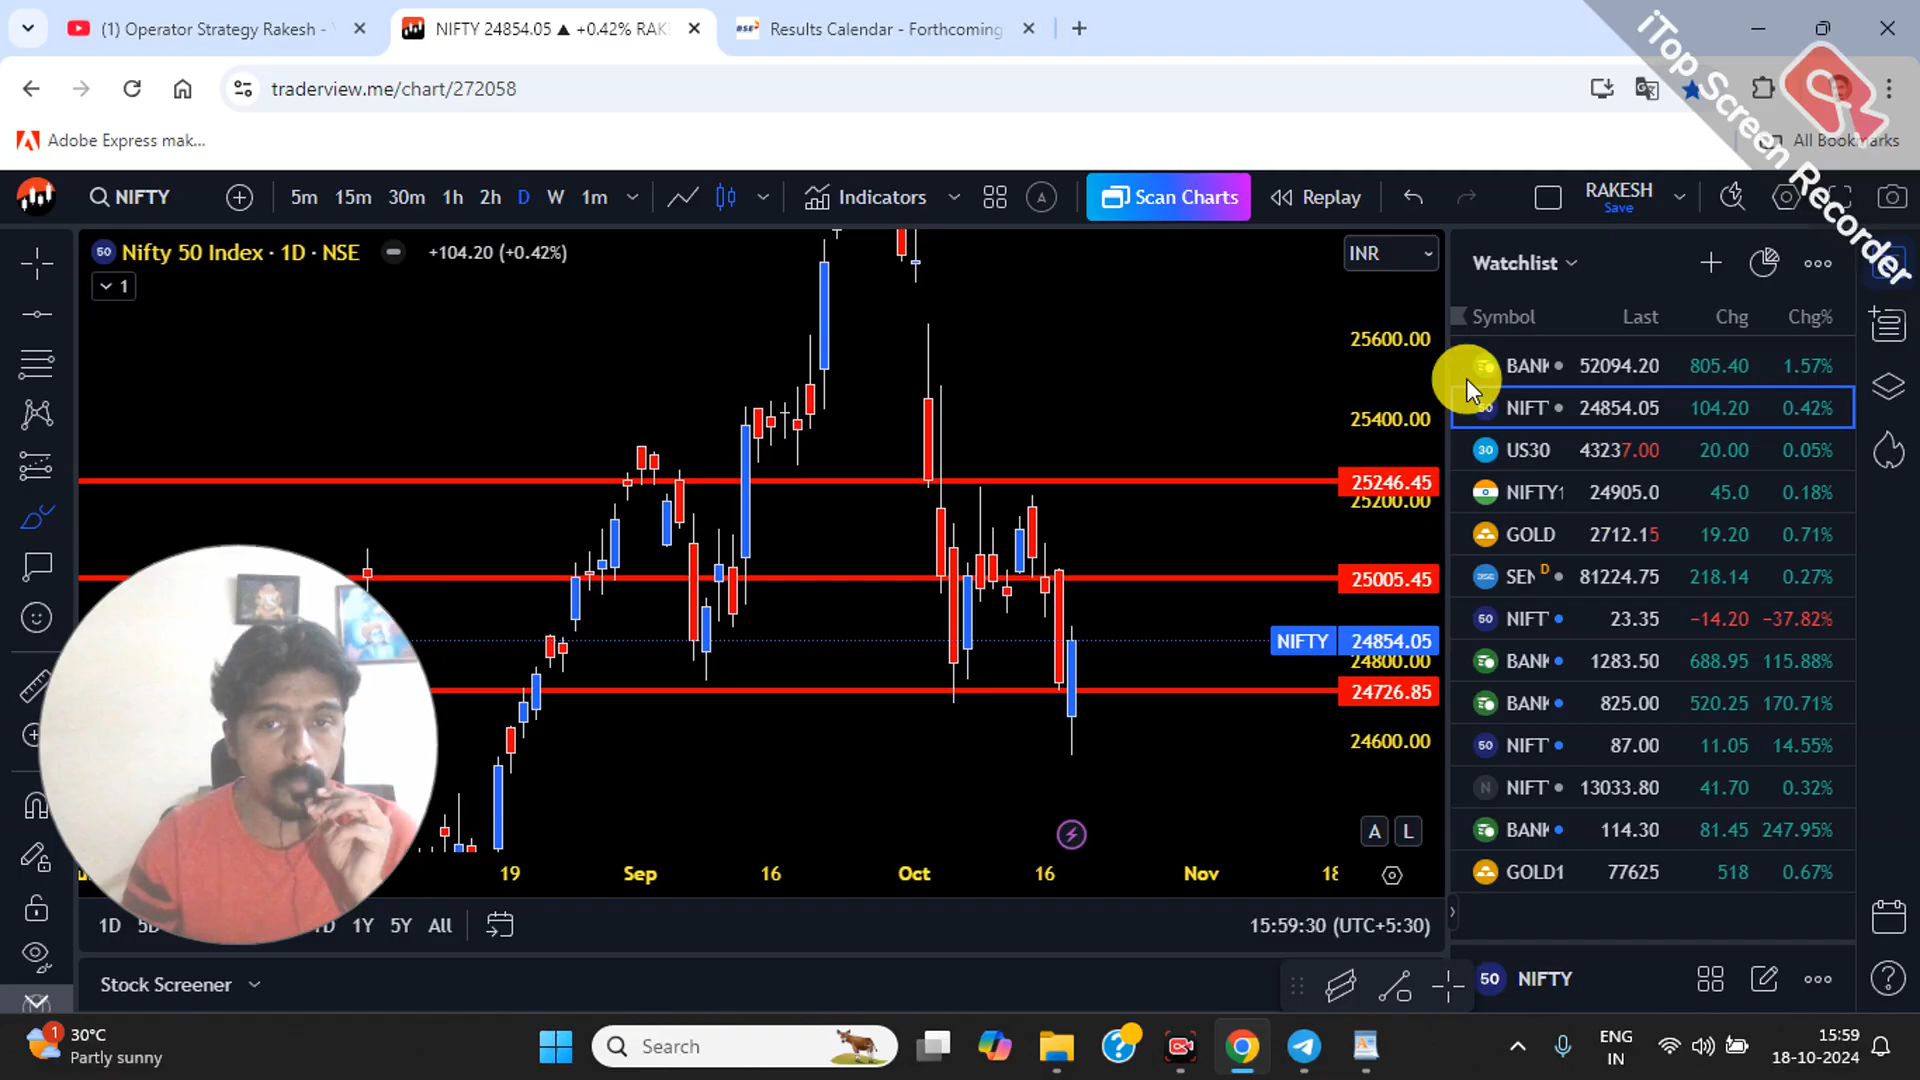 (1) Operator Strategy Rakesh -
NIFTY 24854.05 ▲ +0.42% RAK
Results Calendar - Forthcoming
traderview.me/chart/272058
Adobe Express mak...
All Bookmarks
iTop Screen Recorder
NIFTY
5m 15m 30m 1h 2h D W 1m
Indicators
Scan Charts
Replay
RAKESH
Save
50 Nifty 50 Index · 1D · NSE
+104.20 (+0.42%)
1
INR
25600.00
25400.00
25246.45
25200.00
25005.45
NIFTY 24854.05
24800.00
24726.85
24600.00
A L
19 Sep 16 Oct 16 Nov 18
1D 1Y 5Y All
15:59:30 (UTC+5:30)
Stock Screener
Watchlist
Symbol Last Chg Chg%
BANK 52094.20 805.40 1.57%
NIFT 24854.05 104.20 0.42%
30 US30 43237.00 20.00 0.05%
NIFTY1 24905.0 45.0 0.18%
GOLD 2712.15 19.20 0.71%
SEN D 81224.75 218.14 0.27%
50 NIFT 23.35 −14.20 −37.82%
BANK 1283.50 688.95 115.88%
BANK 825.00 520.25 170.71%
50 NIFT 87.00 11.05 14.55%
N NIFT 13033.80 41.70 0.32%
BANK 114.30 81.45 247.95%
GOLD1 77625 518 0.67%
50 NIFTY
1
30°C
Partly sunny
Search
ENG
IN
15:59
18-10-2024